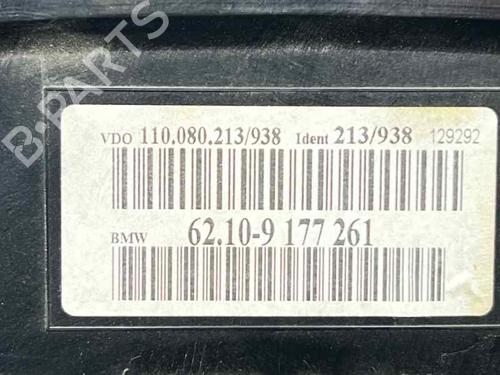 B-PARTS
VDO 110.080.213/938 Ident 213/938 129292
BMW 62.10-9 177 261